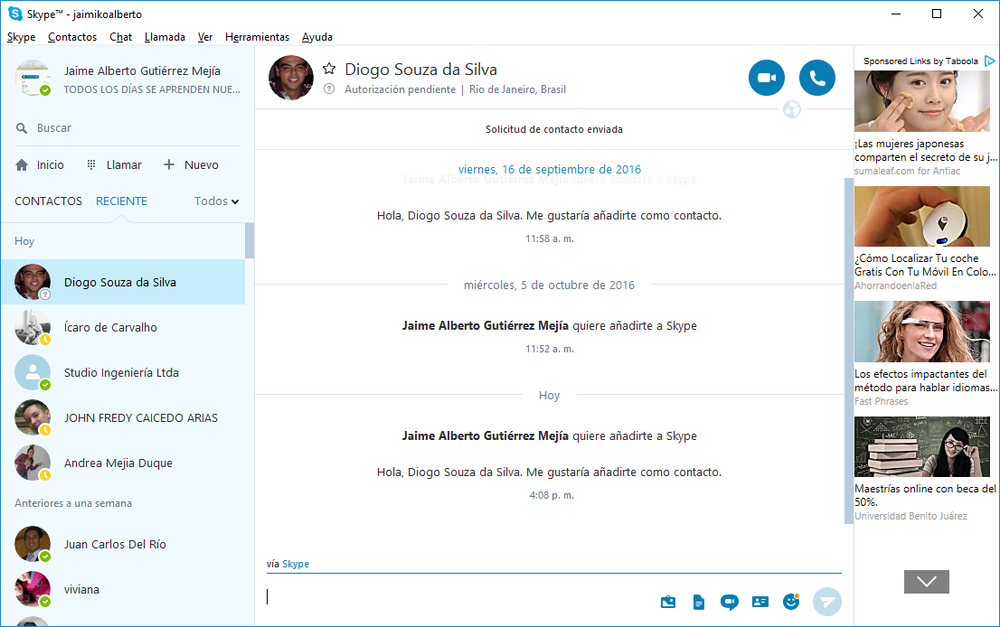 Skype™ - jaimikoalberto
Skype Contactos Chat Llamada Ver Herramientas Ayuda
Jaime Alberto Gutiérrez Mejía
TODOS LOS DÍAS SE APRENDEN NUE...
Buscar
Inicio Llamar Nuevo
CONTACTOS RECIENTE Todos
Hoy
Diogo Souza da Silva
Ícaro de Carvalho
Studio Ingeniería Ltda
JOHN FREDY CAICEDO ARIAS
Andrea Mejia Duque
Anteriores a una semana
Juan Carlos Del Río
viviana
Diogo Souza da Silva
Autorización pendiente | Rio de Janeiro, Brasil
Solicitud de contacto enviada
viernes, 16 de septiembre de 2016
Jaime Alberto Gutiérrez Mejía quiere añadirte a Skype
Hola, Diogo Souza da Silva. Me gustaría añadirte como contacto.
11:58 a. m.
miércoles, 5 de octubre de 2016
Jaime Alberto Gutiérrez Mejía quiere añadirte a Skype
11:52 a. m.
Hoy
Jaime Alberto Gutiérrez Mejía quiere añadirte a Skype
Hola, Diogo Souza da Silva. Me gustaría añadirte como contacto.
4:08 p. m.
vía Skype
Sponsored Links by Taboola
¡Las mujeres japonesas
comparten el secreto de su j...
sumaleaf.com for Antiac
¿Cómo Localizar Tu coche
Gratis Con Tu Móvil En Colo...
AhorrandoenlaRed
Los efectos impactantes del
método para hablar idiomas...
Fast Phrases
Maestrías online con beca del
50%.
Universidad Benito Juárez